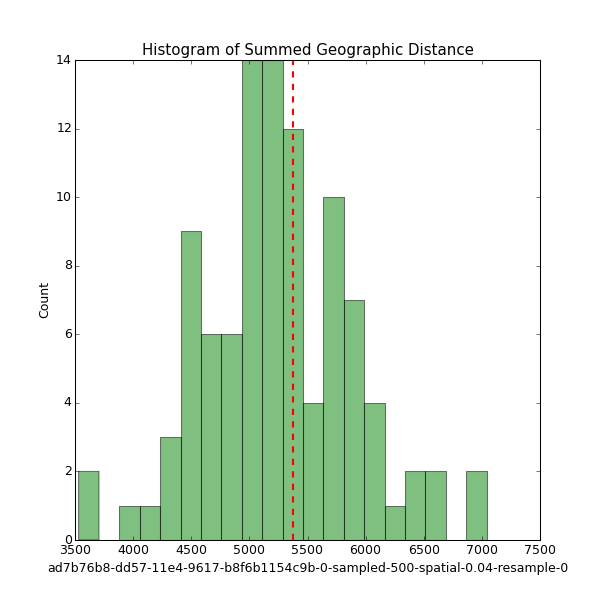 Histogram of Summed Geographic Distance
14
12
10
8
6
4
2
0
Count
3500 4000 4500 5000 5500 6000 6500 7000 7500
ad7b76b8-dd57-11e4-9617-b8f6b1154c9b-0-sampled-500-spatial-0.04-resample-0